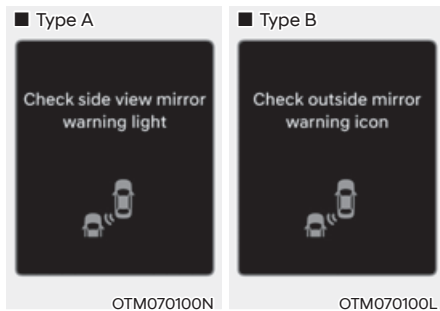 ■ Type A
Check side view mirror
warning light
OTM070100N
■ Type B
Check outside mirror
warning icon
OTM070100L